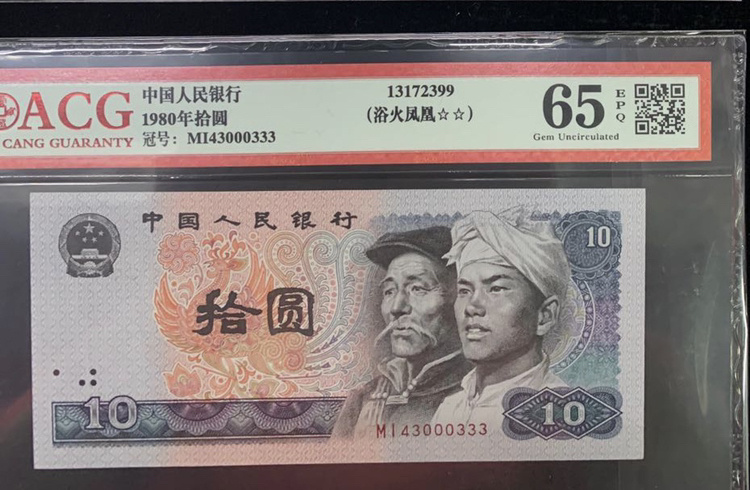 ACG
CANG GUARANTY
中国人民银行
1980年拾圆
冠号: MI43000333
13172399
(浴火凤凰☆☆)
65
EPQ
Gem Uncirculated
中国人民银行
10
拾圆
10
MI43000333
10